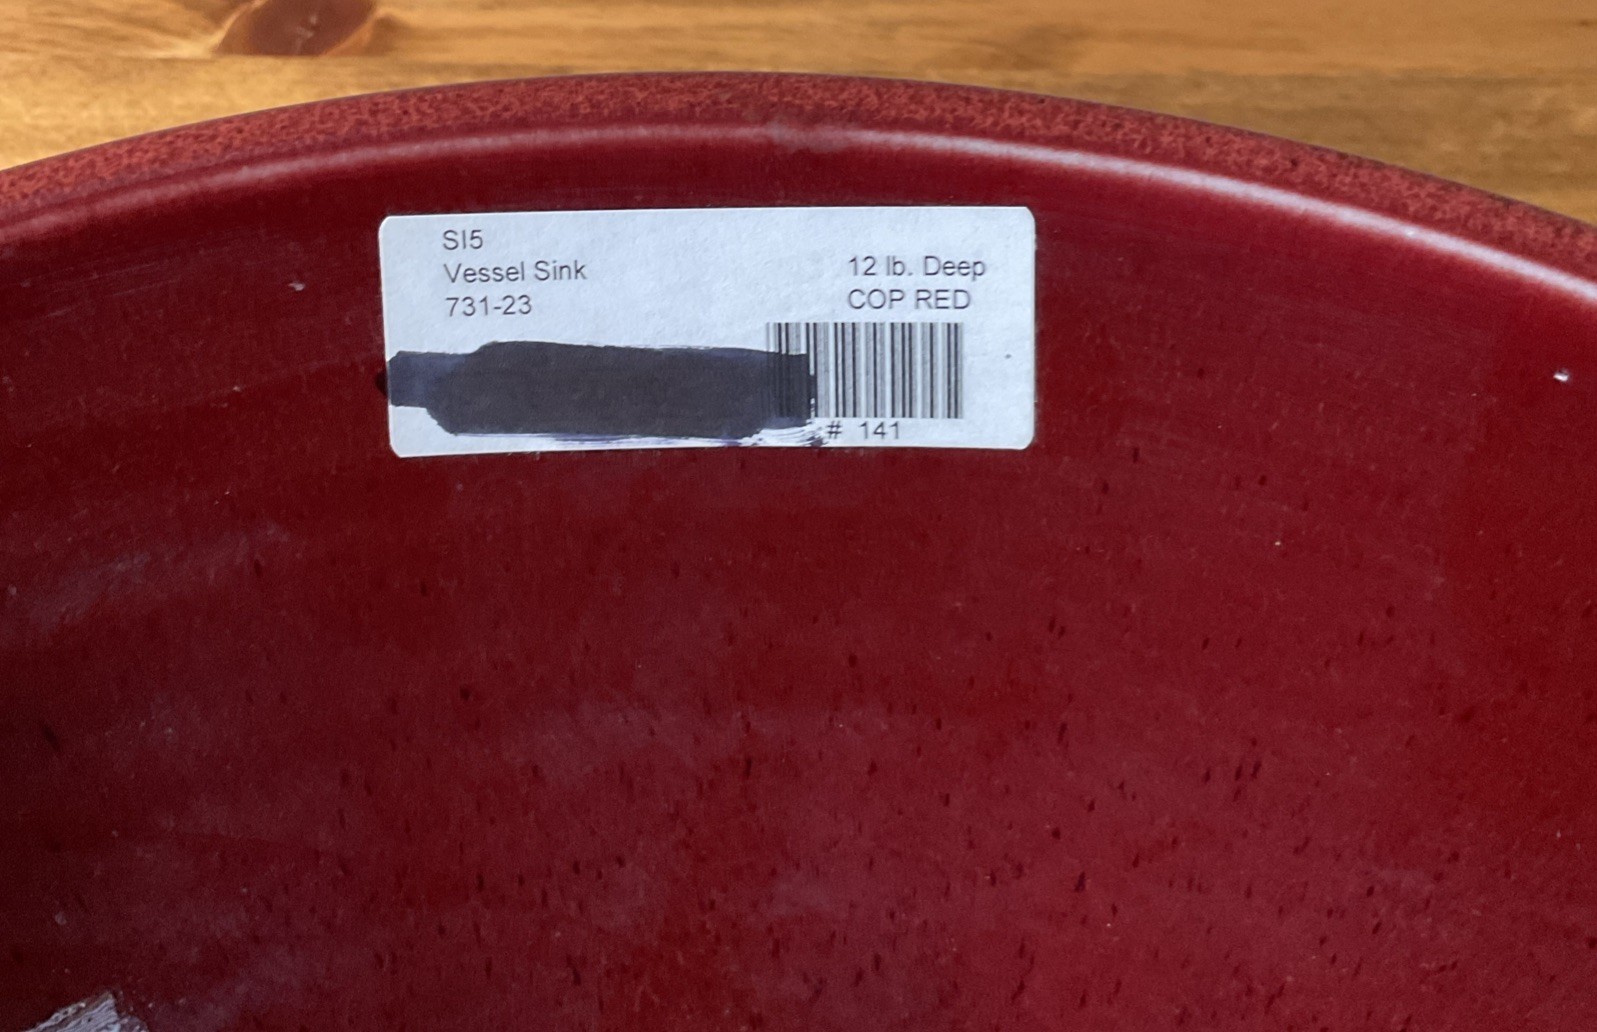 SI5
Vessel Sink
731-23
12 lb. Deep
COP RED
# 141